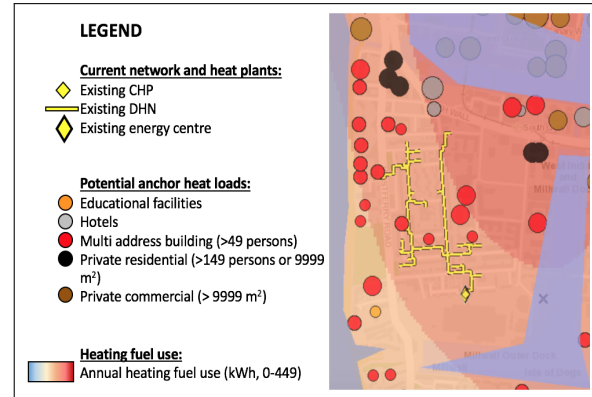 LEGEND
Current network and heat plants:
Existing CHP
Existing DHN
Existing energy centre
Potential anchor heat loads:
Educational facilities
Hotels
Multi address building (>49 persons)
Private residential (>149 persons or 9999
m²)
Private commercial (> 9999 m²)
Heating fuel use:
Annual heating fuel use (kWh, 0-449)
WALL
and
Millwall Outer Dock
Isle of Dogs